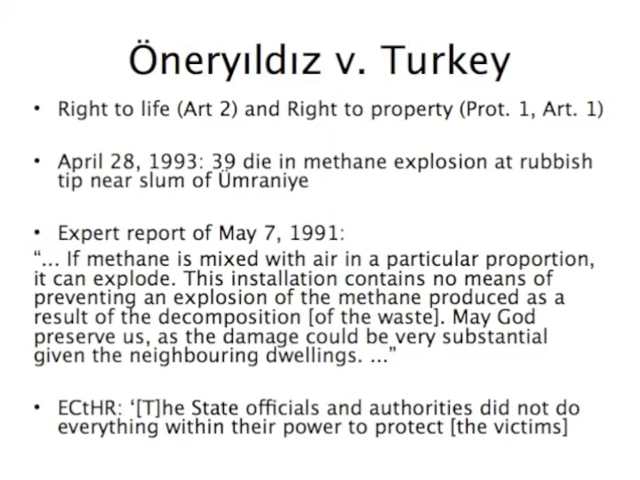 Öneryıldız v. Turkey
• Right to life (Art 2) and Right to property (Prot. 1, Art. 1)
• April 28, 1993: 39 die in methane explosion at rubbish
tip near slum of Ümraniye
• Expert report of May 7, 1991:
“... If methane is mixed with air in a particular proportion,
it can explode. This installation contains no means of
preventing an explosion of the methane produced as a
result of the decomposition [of the waste]. May God
preserve us, as the damage could be very substantial
given the neighbouring dwellings. ...”
• ECtHR: ‘[T]he State officials and authorities did not do
everything within their power to protect [the victims]